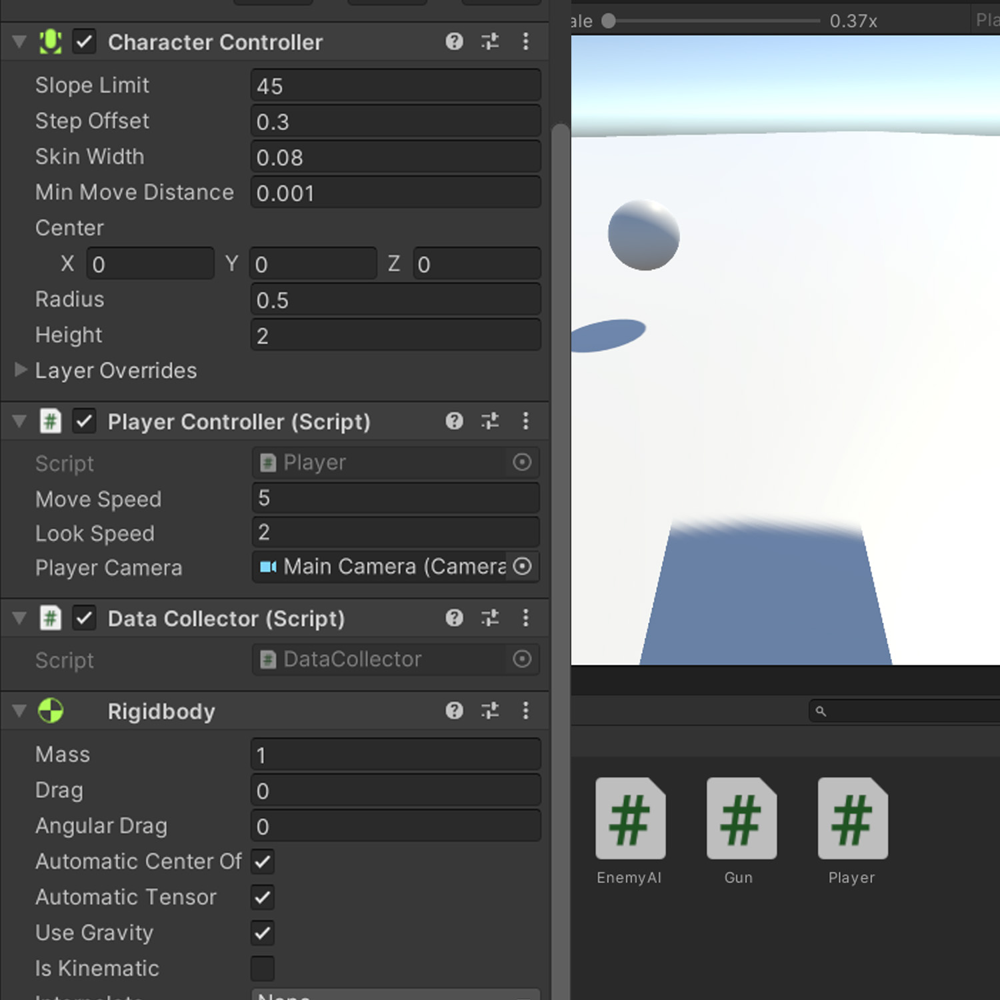 Character Controller
Slope Limit 45
Step Offset 0.3
Skin Width 0.08
Min Move Distance 0.001
Center
X 0 Y 0 Z 0
Radius 0.5
Height 2
Layer Overrides
Player Controller (Script)
Script # Player
Move Speed 5
Look Speed 2
Player Camera Main Camera (Camera
Data Collector (Script)
Script # DataCollector
Rigidbody
Mass 1
Drag 0
Angular Drag 0
Automatic Center Of
Automatic Tensor
Use Gravity
Is Kinematic
ale 0.37x Pla
# # #
EnemyAI Gun Player